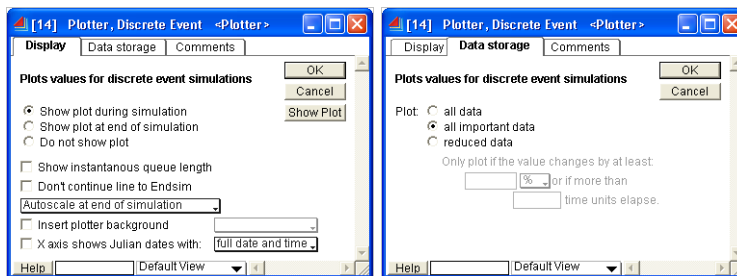 [14] Plotter, Discrete Event <Plotter>
Display Data storage Comments
Plots values for discrete event simulations
OK
Cancel
Show plot during simulation
Show Plot
Show plot at end of simulation
Do not show plot
Show instantanous queue length
Don't continue line to Endsim
Autoscale at end of simulation
Insert plotter background
X axis shows Julian dates with: full date and time
Help Default View
[14] Plotter, Discrete Event <Plotter>
Display Data storage Comments
Plots values for discrete event simulations
OK
Cancel
Plot: all data
all important data
reduced data
Only plot if the value changes by at least:
% or if more than
time units elapse.
Help Default View